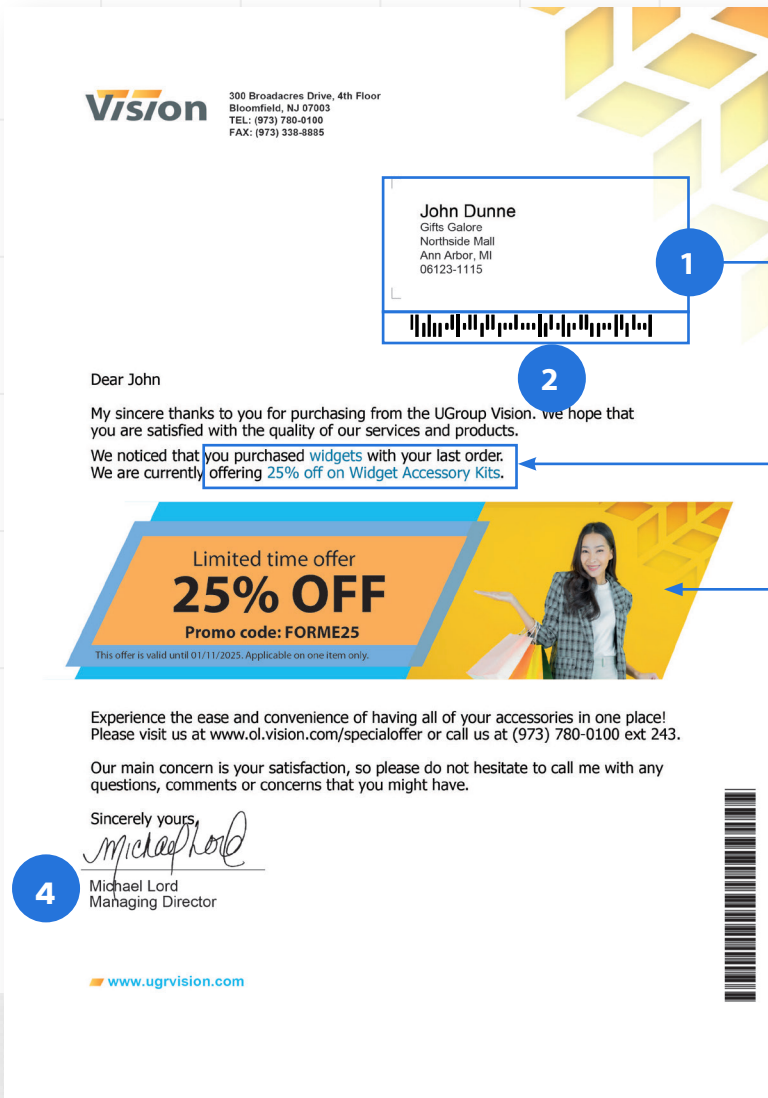 Vision
300 Broadacres Drive, 4th Floor
Bloomfield, NJ 07003
TEL: (973) 780-0100
FAX: (973) 338-8885
John Dunne
Gifts Galore
Northside Mall
Ann Arbor, MI
06123-1115
1
2
Dear John
My sincere thanks to you for purchasing from the UGroup Vision. We hope that
you are satisfied with the quality of our services and products.
We noticed that you purchased widgets with your last order.
We are currently offering 25% off on Widget Accessory Kits.
Limited time offer
25% OFF
Promo code: FORME25
This offer is valid until 01/11/2025. Applicable on one item only.
Experience the ease and convenience of having all of your accessories in one place!
Please visit us at www.ol.vision.com/specialoffer or call us at (973) 780-0100 ext 243.
Our main concern is your satisfaction, so please do not hesitate to call me with any
questions, comments or concerns that you might have.
Sincerely yours,
Michael Lord
4
Michael Lord
Managing Director
www.ugrvision.com